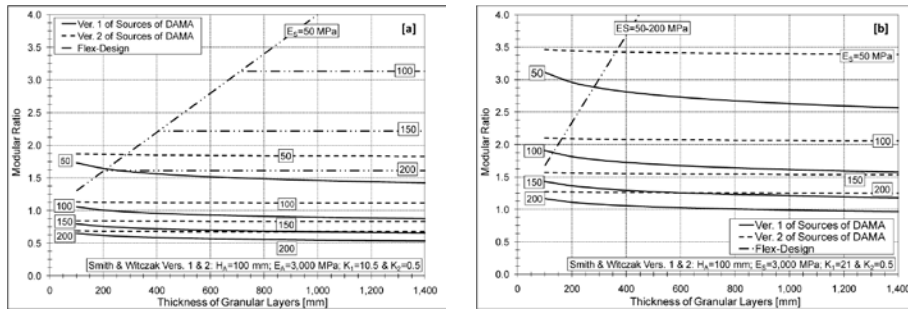 [a]
Ver. 1 of Sources of DAMA
Ver. 2 of Sources of DAMA
Flex-Design
ES=50 MPa
100
150
200
50
50
100
100
150
150
200
200
Smith & Witczak Vers. 1 & 2: HA=100 mm; EA=3,000 MPa; K1=10.5 & K2=0.5
Modular Ratio
4.0
3.5
3.0
2.5
2.0
1.5
1.0
0.5
0.0
0 200 400 600 800 1,000 1,200 1,400
Thickness of Granular Layers [mm]
[b]
ES=50-200 MPa
ES=50 MPa
50
100
100
150
150
200
200
Ver. 1 of Sources of DAMA
Ver. 2 of Sources of DAMA
Flex-Design
Smith & Witczak Vers. 1 & 2: HA=100 mm; ES=3,000 MPa; K1=21 & K2=0.5
Modular Ratio
4.0
3.5
3.0
2.5
2.0
1.5
1.0
0.5
0.0
0 200 400 600 800 1,000 1,200 1,400
Thickness of Granular Layers [mm]